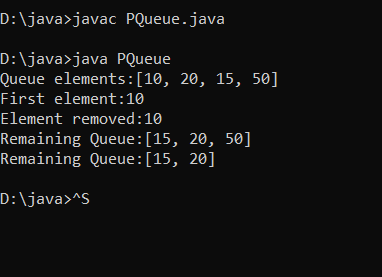 D:\java>javac PQueue.java
D:\java>java PQueue
Queue elements:[10, 20, 15, 50]
First element:10
Element removed:10
Remaining Queue:[15, 20, 50]
Remaining Queue:[15, 20]
D:\java>^S